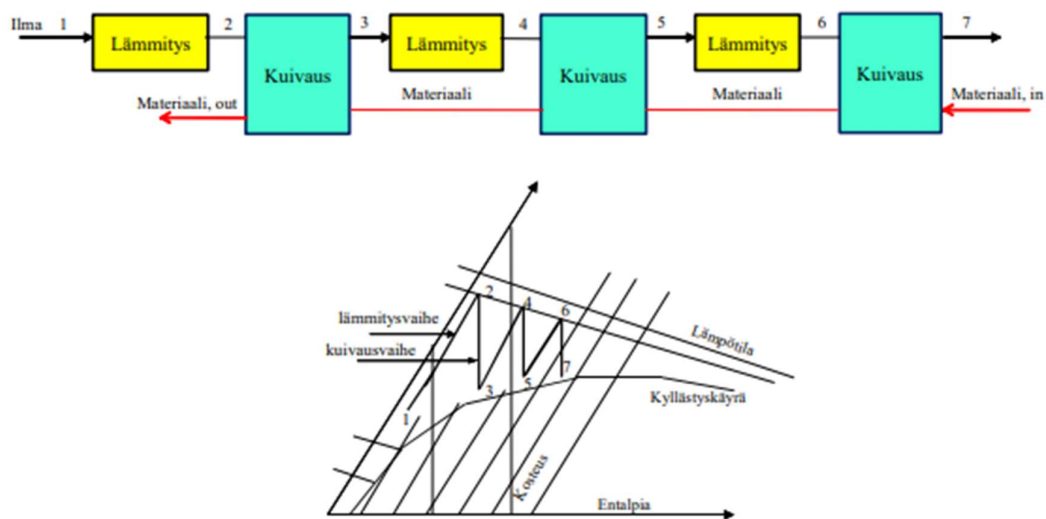 Ilma 1 2 3 4 5 6 7
Lämmitys Lämmitys Lämmitys
Kuivaus Kuivaus Kuivaus
Materiaali, out Materiaali Materiaali Materiaali, in
2
4
6
lämmitysvaihe
Lämpötila
kuivausvaihe
7
5
3
Kyllästyskäyrä
1
Kosteus
Entalpia